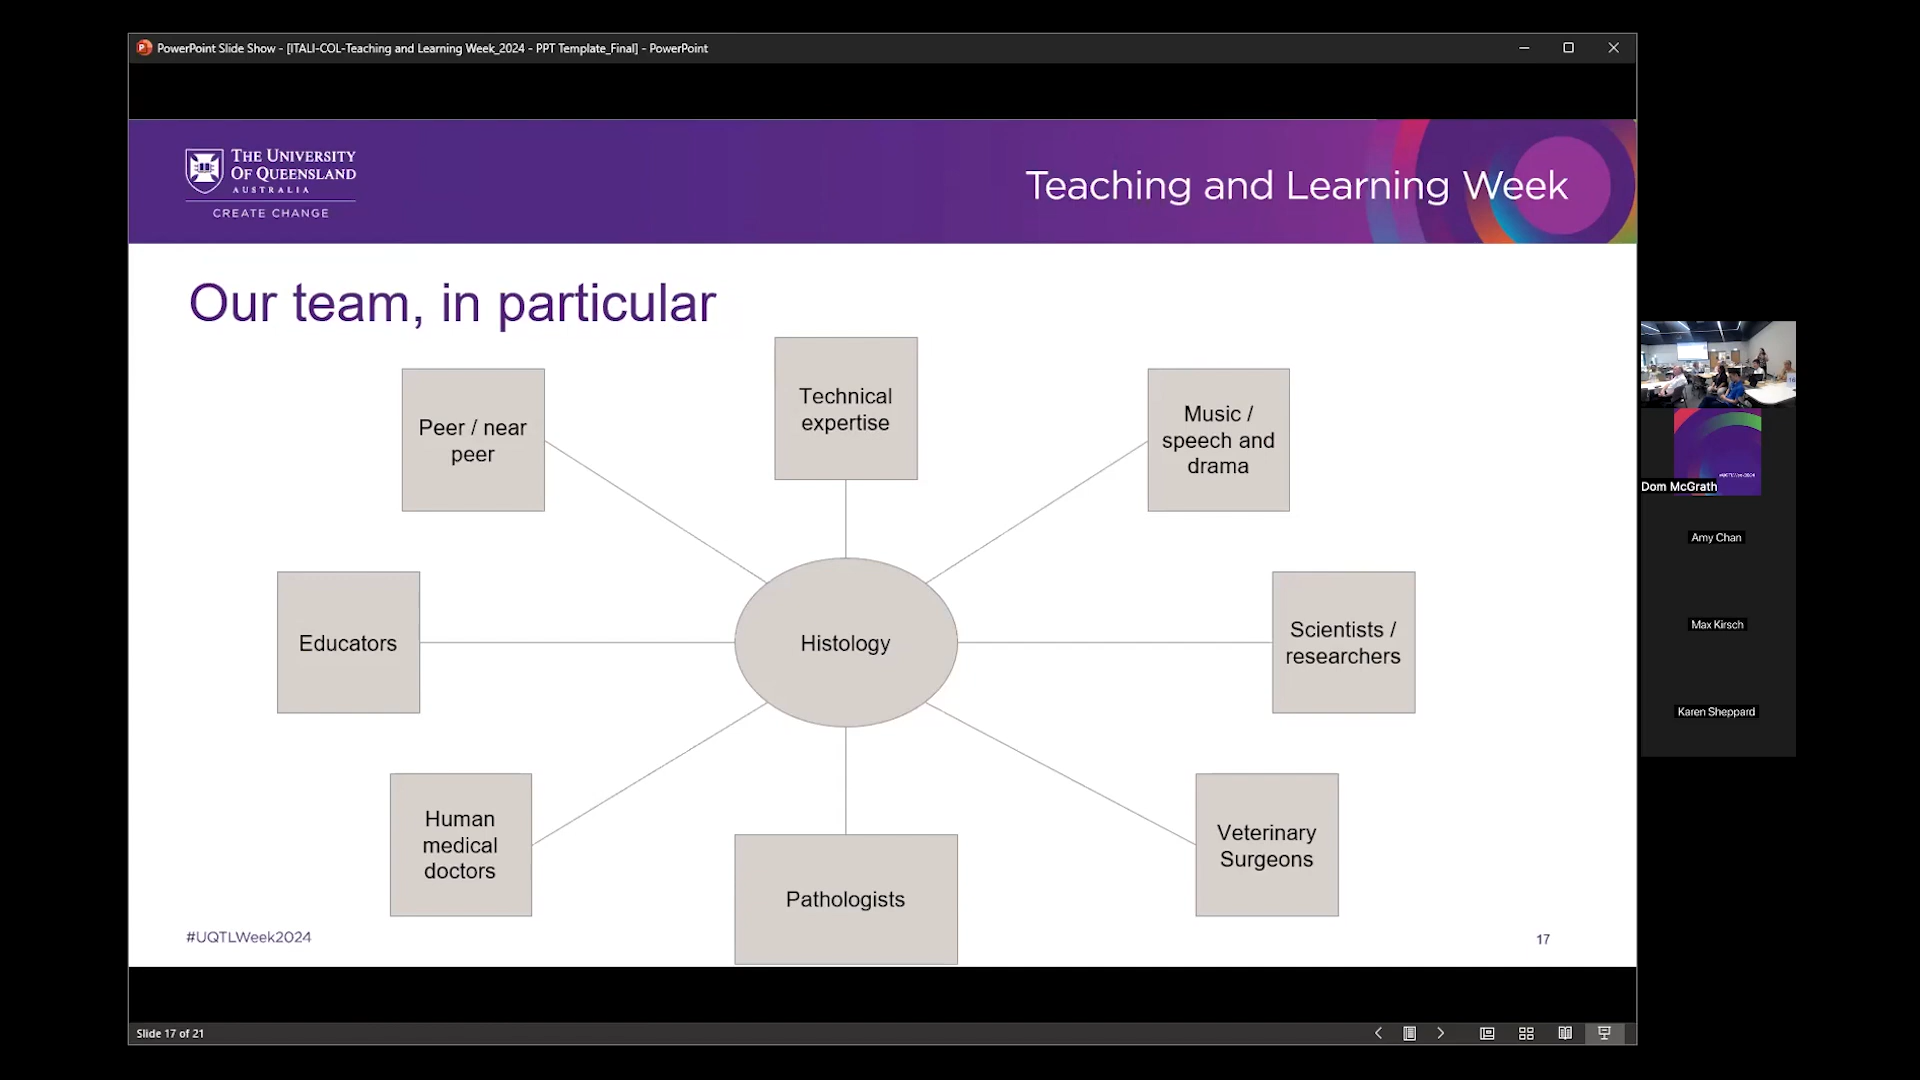 PowerPoint Slide Show - [ITALI-COL-Teaching and Learning Week_2024 - PPT Template_Final] - PowerPoint
THE UNIVERSITY
OF QUEENSLAND
AUSTRALIA
CREATE CHANGE
Teaching and Learning Week
Our team, in particular
Peer / near
peer
Technical
expertise
Music /
speech and
drama
Educators
Histology
Scientists /
researchers
Human
medical
doctors
Pathologists
Veterinary
Surgeons
#UQTLWeek2024
17
Dom McGrath
Amy Chan
Max Kirsch
Karen Sheppard
Slide 17 of 21